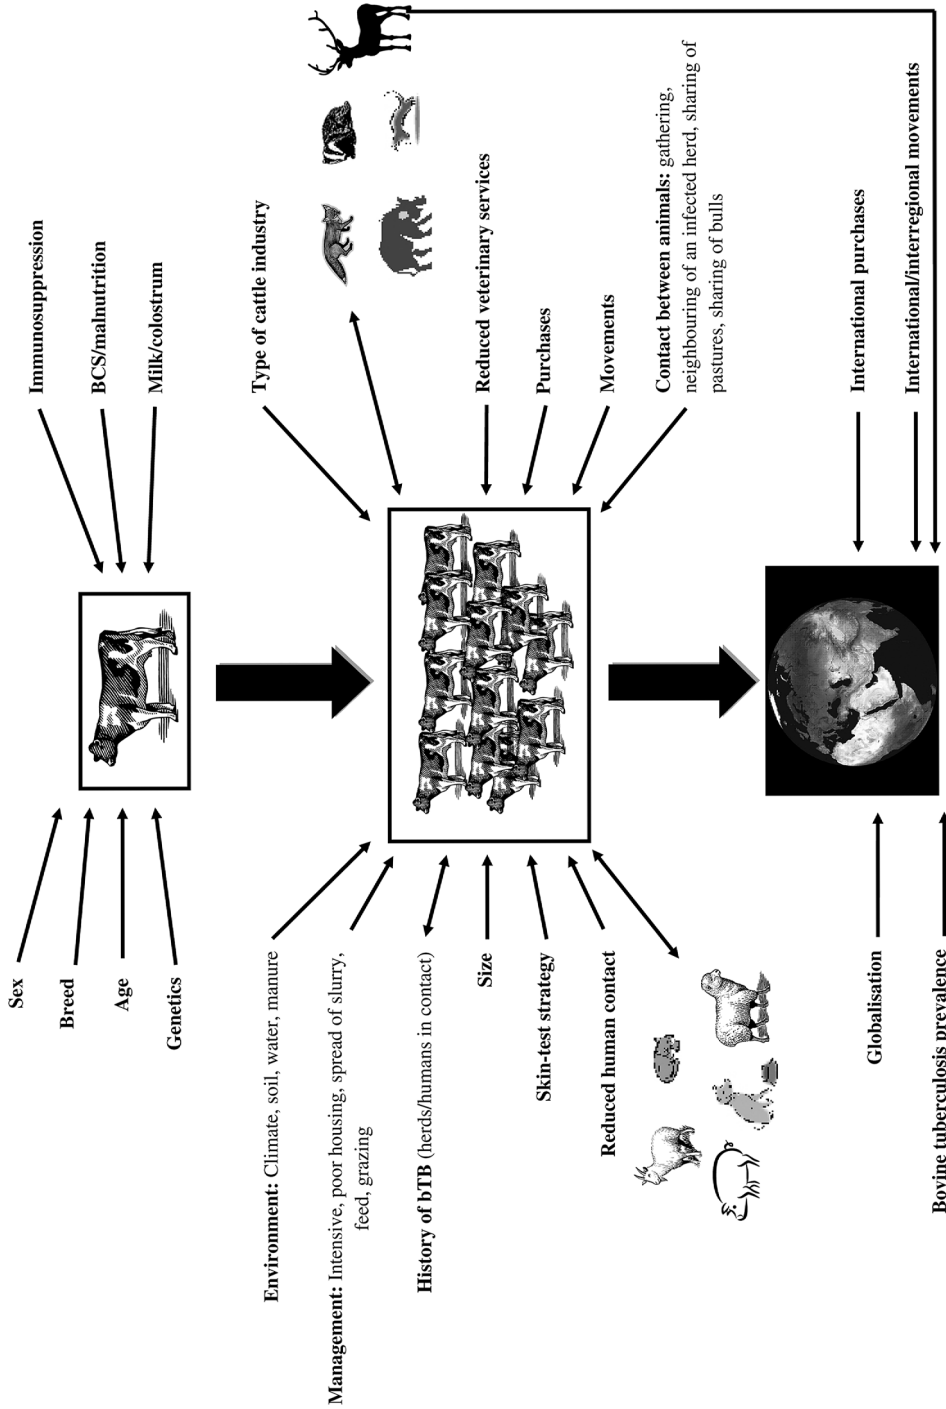 Sex
Breed
Age
Genetics
Immunosuppression
BCS/malnutrition
Milk/colostrum
Environment: Climate, soil, water, manure
Management: Intensive, poor housing, spread of slurry,
feed, grazing
History of bTB (herds/humans in contact)
Size
Skin-test strategy
Reduced human contact
Type of cattle industry
Reduced veterinary services
Purchases
Movements
Contact between animals: gathering,
neighbouring of an infected herd, sharing of
pastures, sharing of bulls
Globalisation
Bovine tuberculosis prevalence
International purchases
International/interregional movements